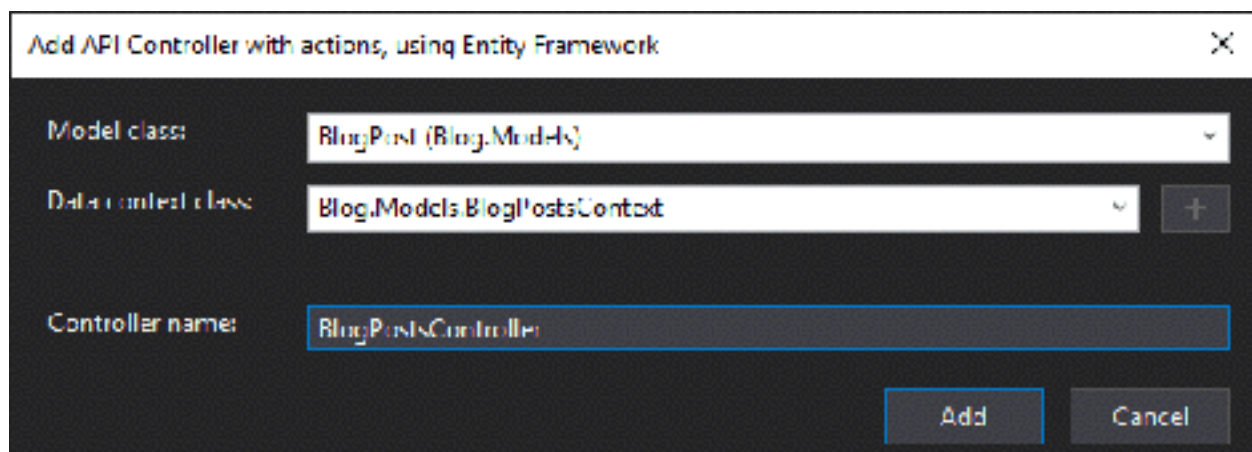 Add API Controller with actions, using Entity Framework
Model class:
BlogPost (Blog.Models)
Data context class:
Blog.Models.BlogPostsContext
+
Controller name:
BlogPostsController
Add
Cancel